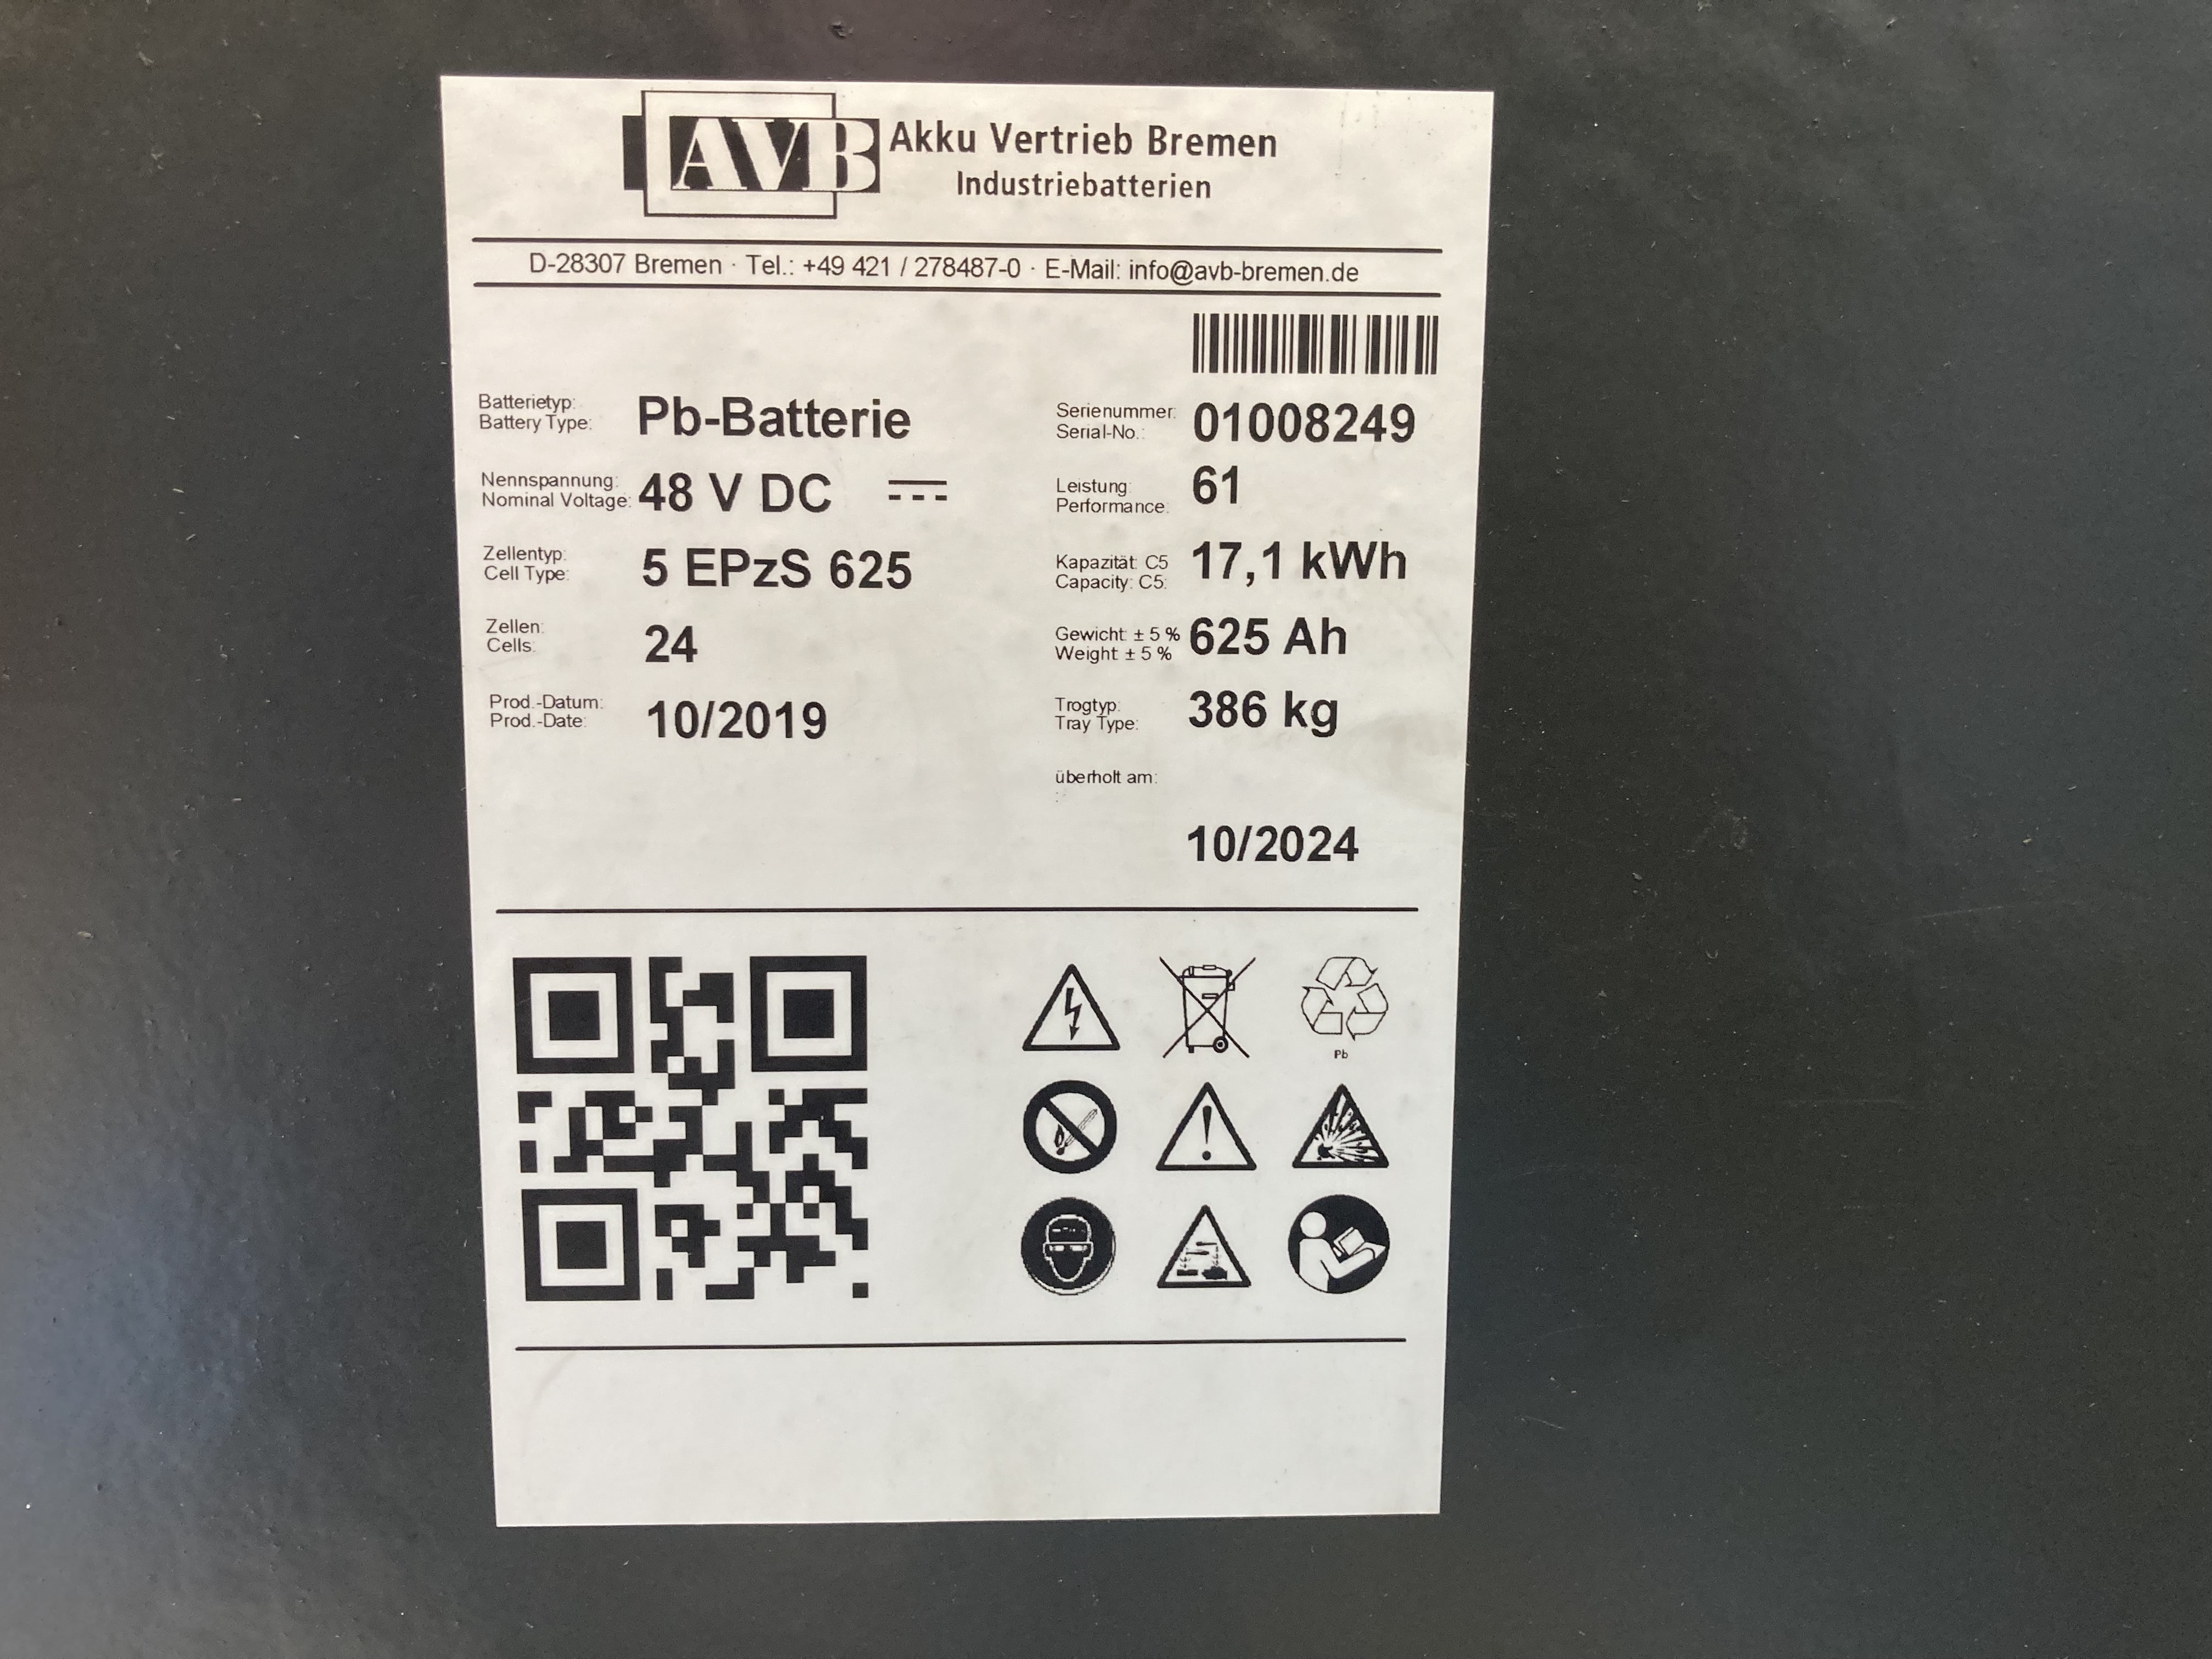 AVB Akku Vertrieb Bremen
Industriebatterien
D-28307 Bremen · Tel.: +49 421 / 278487-0 · E-Mail: info@avb-bremen.de
Batterietyp: Pb-Batterie
Battery Type:
Serienummer: 01008249
Serial-No.:
Nennspannung: 48 V DC
Nominal Voltage:
Leistung: 61
Performance:
Zellentyp: 5 EPzS 625
Cell Type:
Kapazität: C5 17,1 kWh
Capacity: C5:
Zellen: 24
Cells:
Gewicht: ± 5 % 625 Ah
Weight: ± 5 %
Prod.-Datum: 10/2019
Prod.-Date:
Trogtyp: 386 kg
Tray Type:
überholt am:
10/2024
Pb